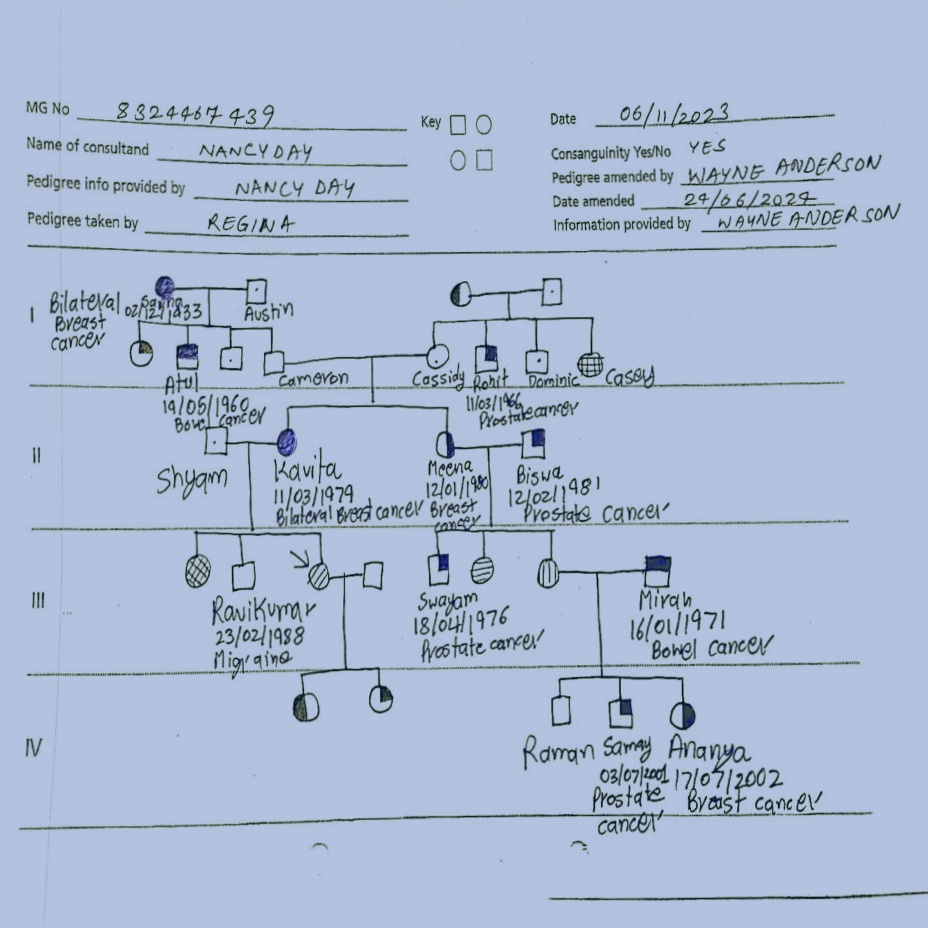 MG No 8324467439
Key
Date 06/11/2023
Name of consultand NANCY DAY
Consanguinity Yes/No YES
Pedigree info provided by NANCY DAY
Pedigree amended by WAYNE ANDERSON
Date amended 24/06/2024
Pedigree taken by REGINA
Information provided by WAYNE ANDERSON
I
Bilateral
Breast
cancer
02/12/1933
Austin
Atul
19/05/1960
Bowel cancer
Cameron
Cassidy
Rohit
11/03/1966
Prostate cancer
Dominic
Casey
II
Shyam
Kavita
11/03/1979
Bilateral Breast cancer
Meena
12/01/1980
Breast
cancer
Biswa
12/02/1981
Prostate cancer
III
RaviKumar
23/02/1988
Migraine
Swayam
18/04/1976
Prostate cancer
Miran
16/01/1971
Bowel cancer
IV
Raman
Samay
03/07/2001
Prostate
cancer
Ananya
17/07/2002
Breast cancer